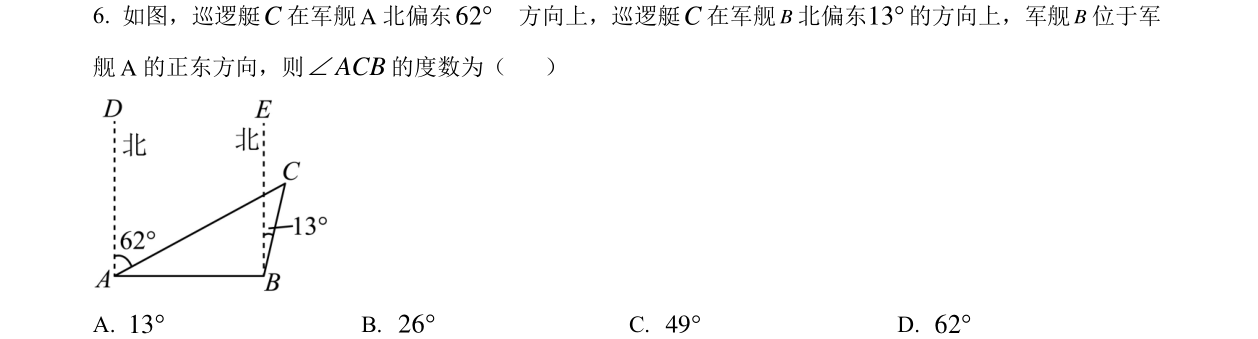 6. 如图，巡逻艇C在军舰A北偏东62° 方向上，巡逻艇C在军舰B北偏东13°的方向上，军舰B位于军
舰A的正东方向，则∠ACB的度数为（ ）
D E
北 北
C
13°
62°
A B
A. 13° B. 26° C. 49° D. 62°